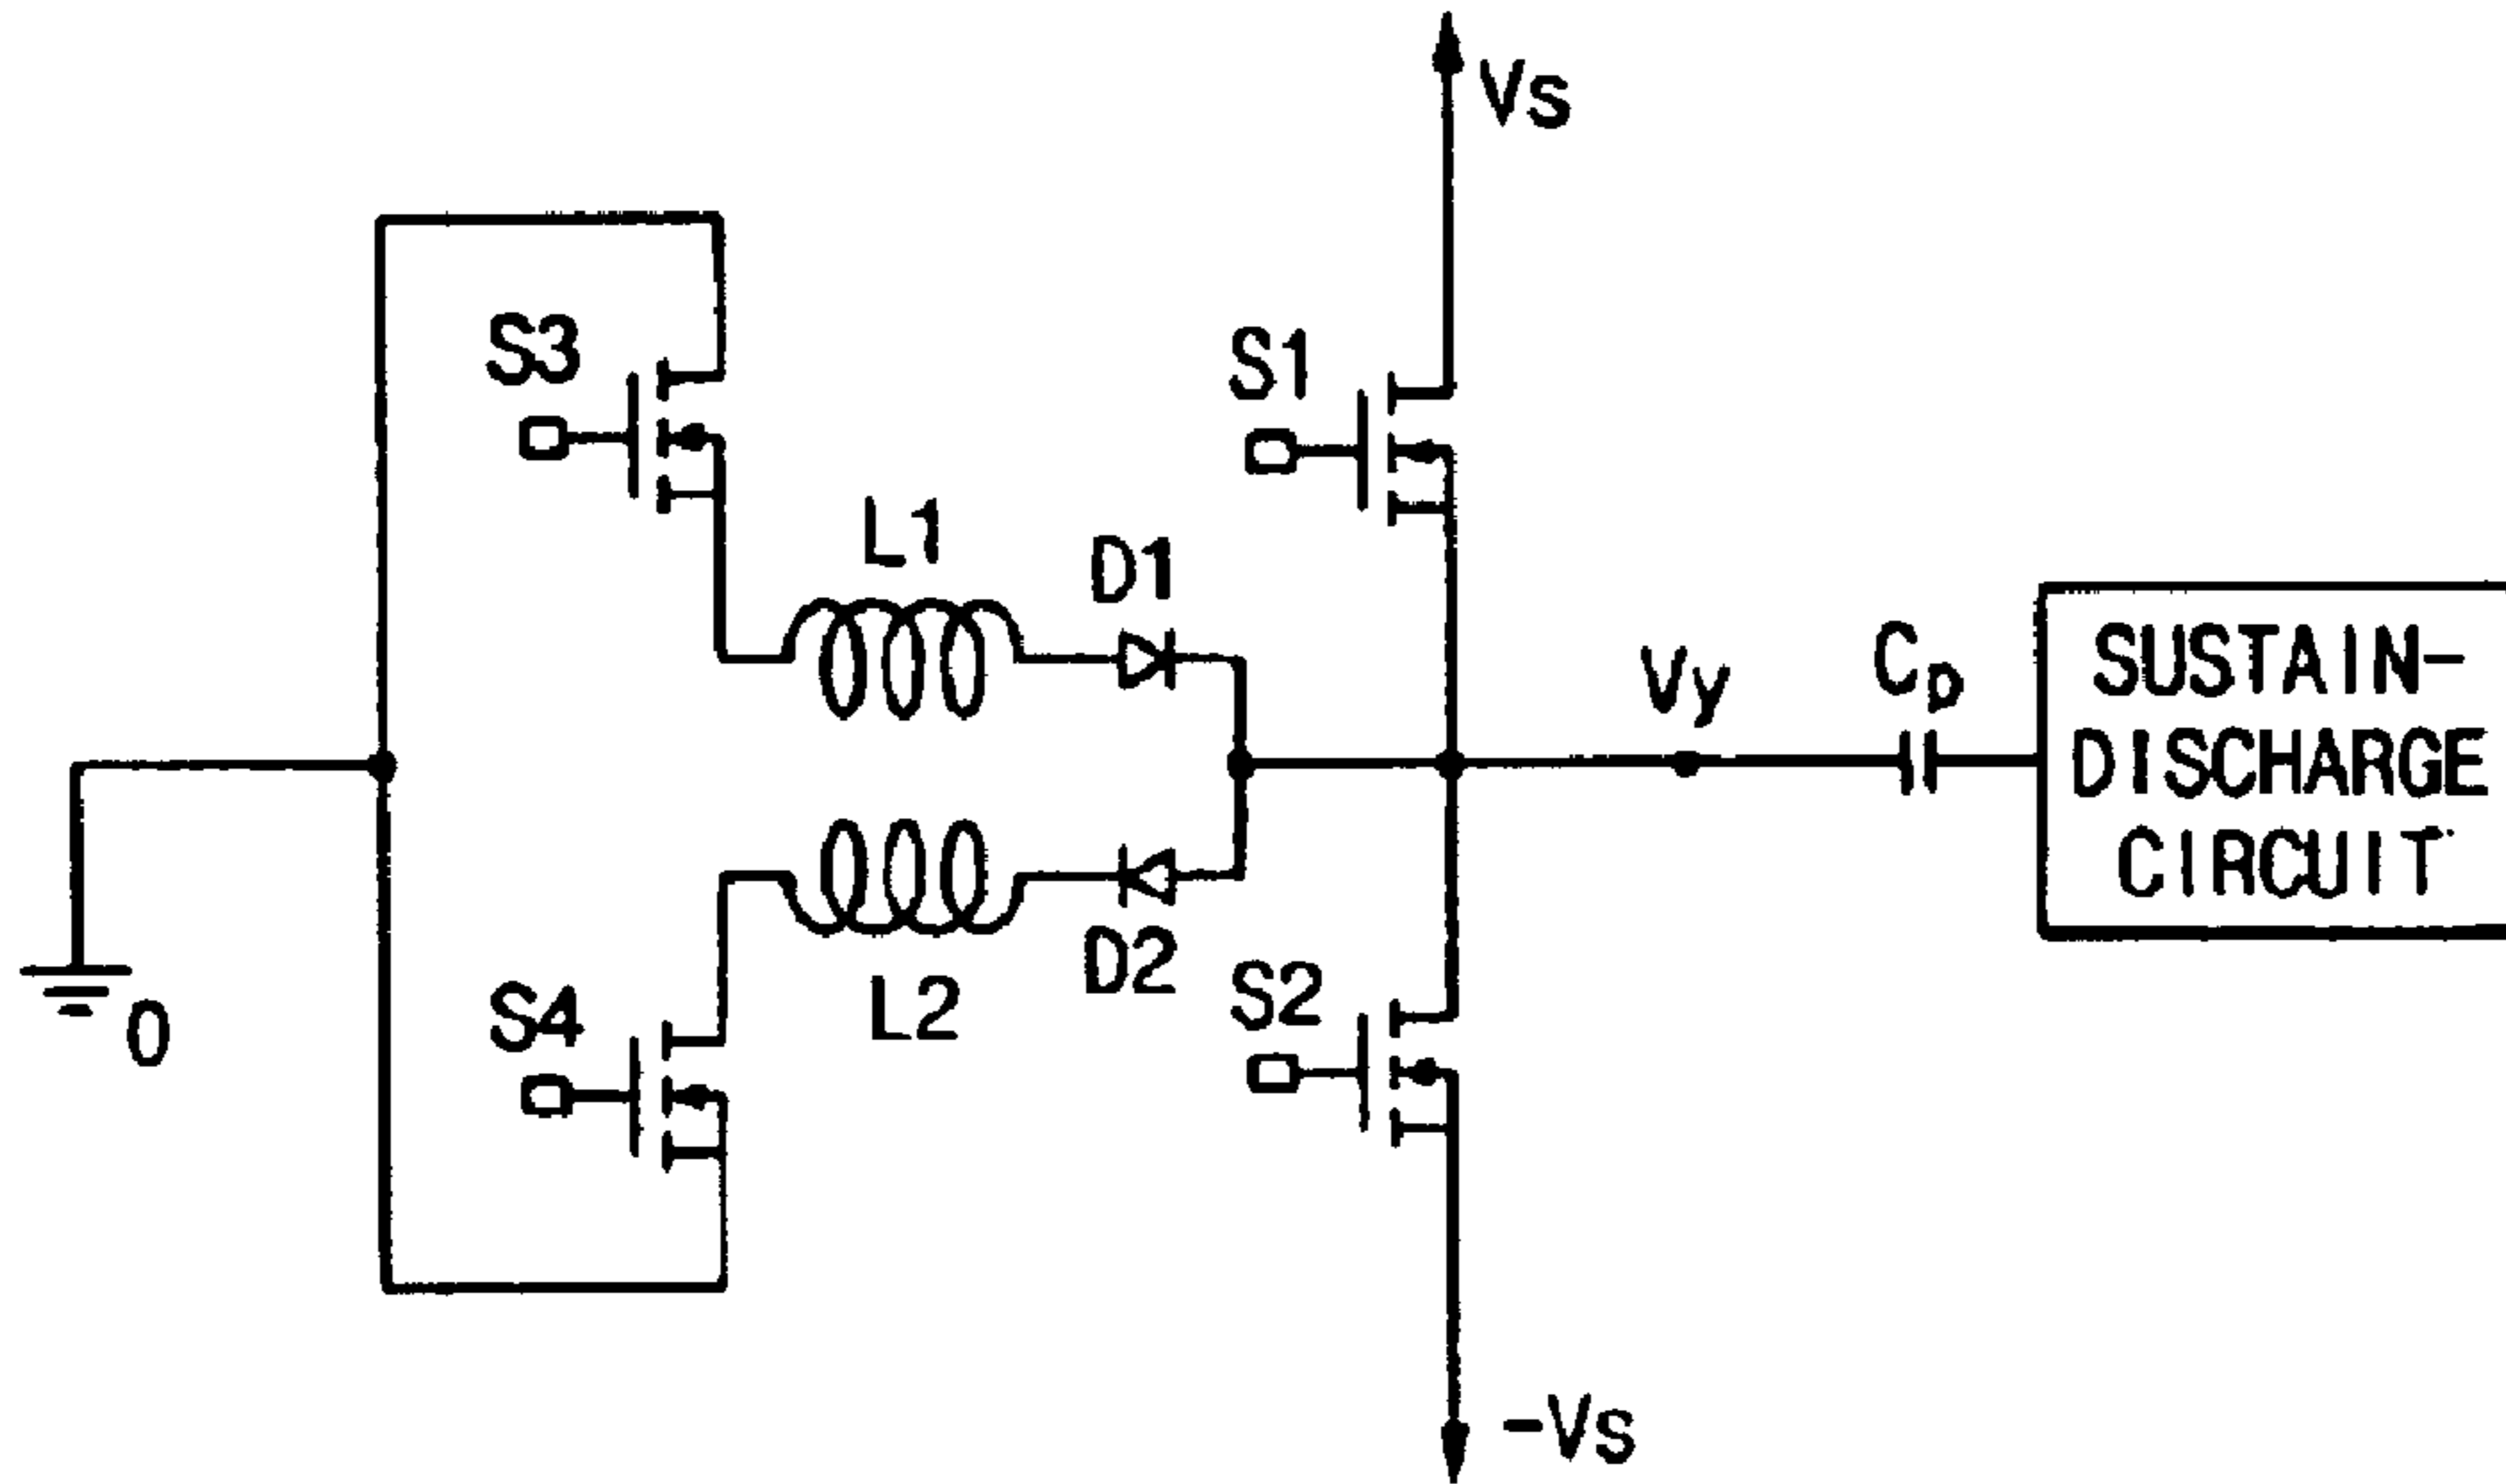 Vs
S3
S1
L1
D1
Vy
Cp
SUSTAIN-
DISCHARGE
CIRCUIT
0
S4
L2
D2
S2
-Vs